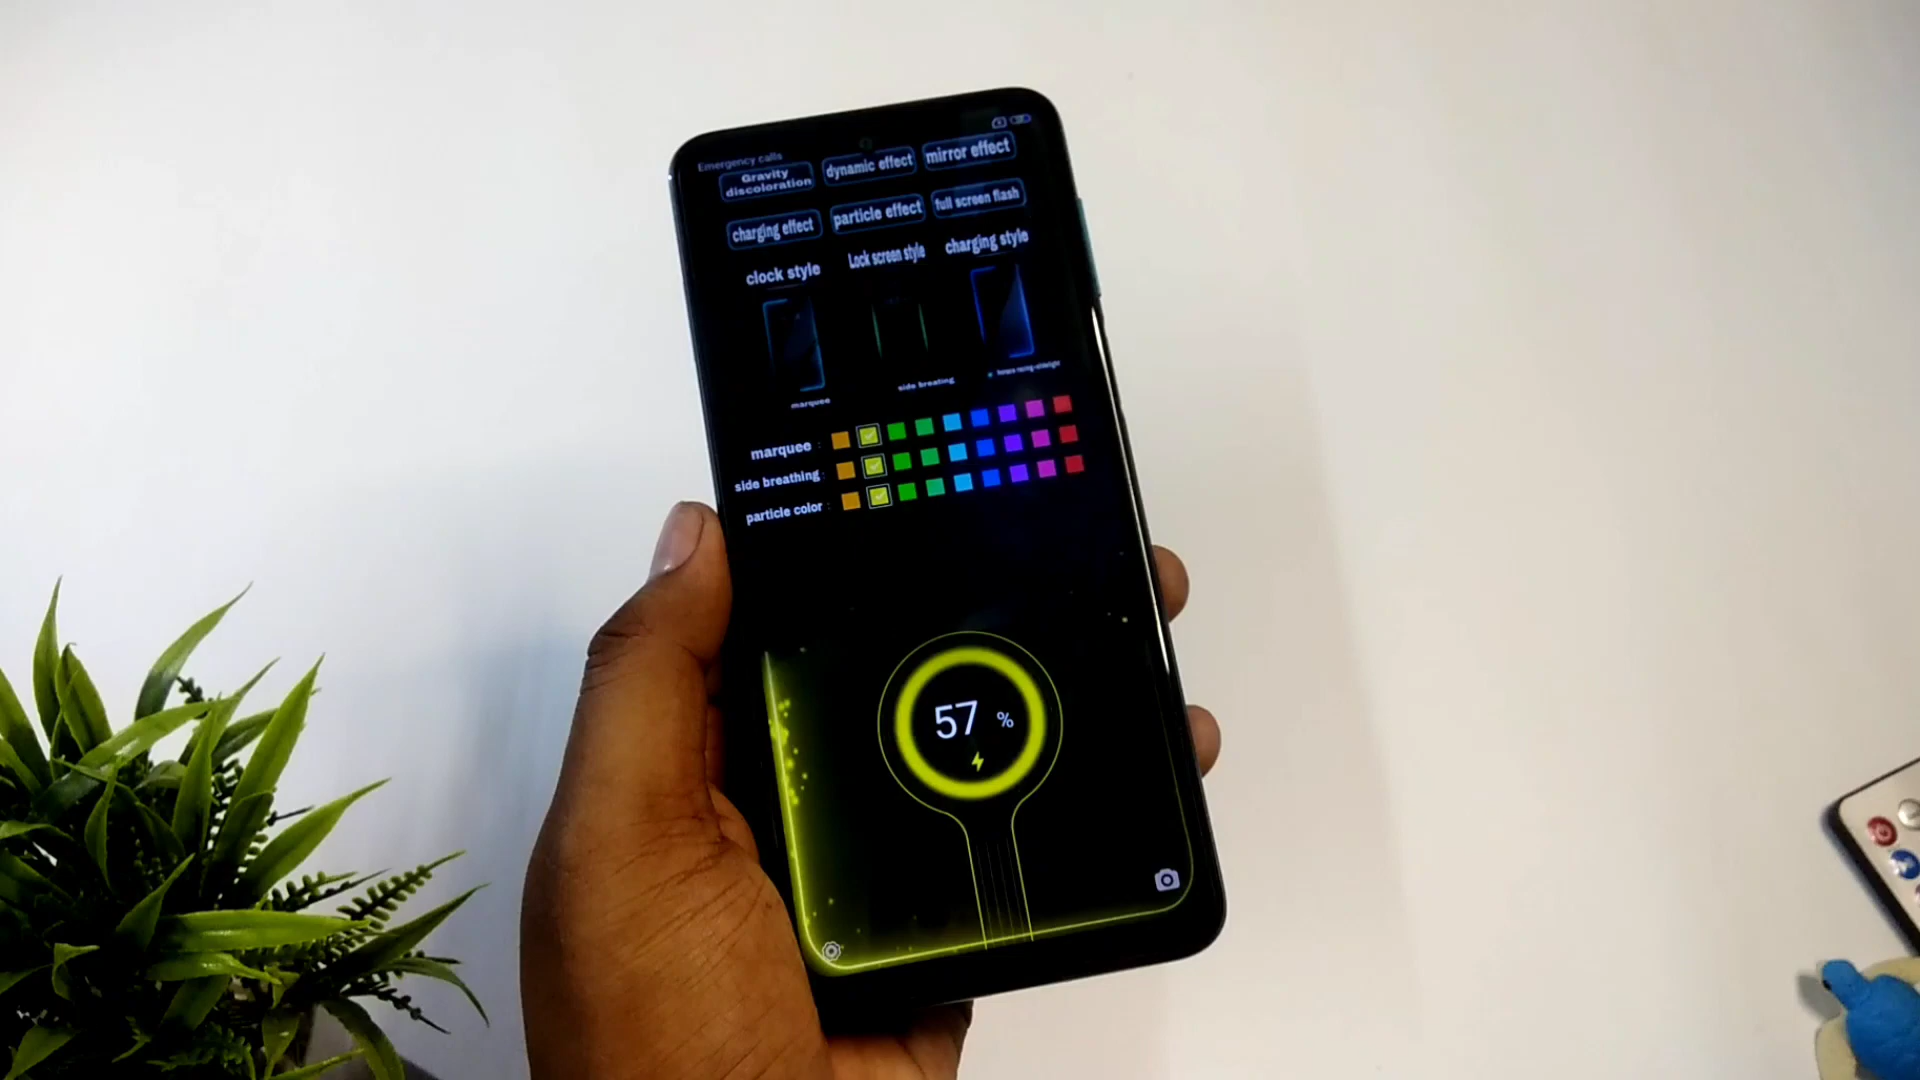 Emergency calls
Gravity discoloration
dynamic effect
mirror effect
charging effect
particle effect
full screen flash
clock style
Lock screen style
charging style
marquee
side breating
marquee :
side breathing :
particle color :
57 %